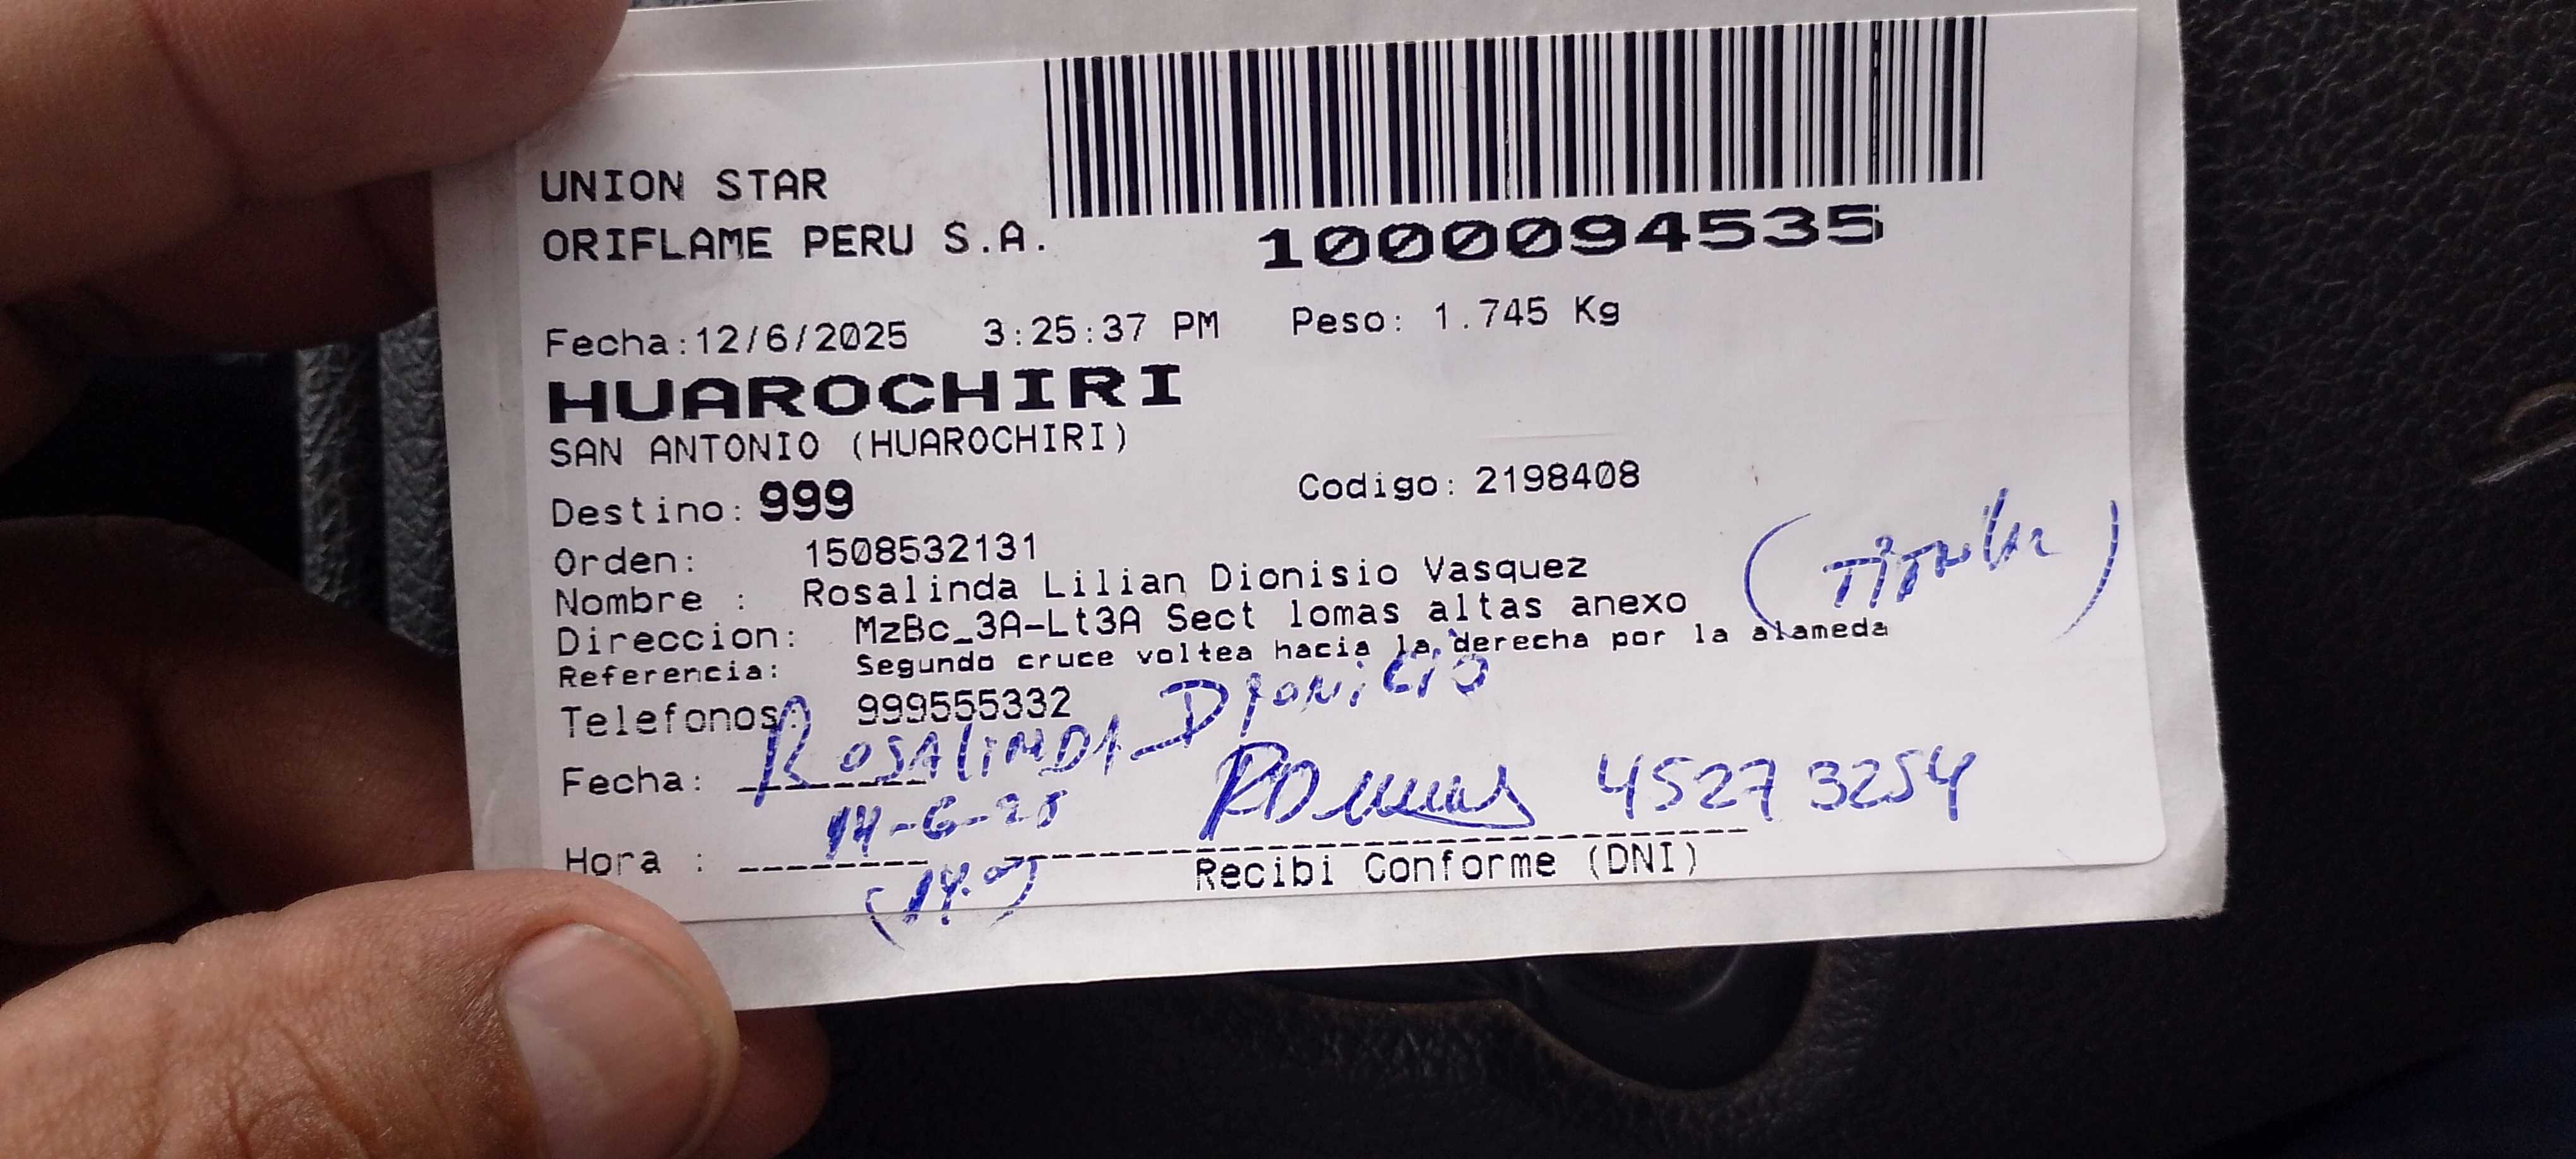 UNION STAR
ORIFLAME PERU S.A.
1000094535
Fecha:12/6/2025 3:25:37 PM Peso: 1.745 Kg
HUAROCHIRI
SAN ANTONIO (HUAROCHIRI)
Destino: 999 Codigo: 2198408
Orden: 1508532131
Nombre : Rosalinda Lilian Dionisio Vasquez
(Titular)
Direccion: MzBc_3A-Lt3A Sect lomas altas anexo
Referencia: Segundo cruce voltea hacia la derecha por la alameda
Telefonos: 999555332
ROSALINDA Dionicio
Fecha:
14-6-25 45273254
Hora :
Recibi Conforme (DNI)